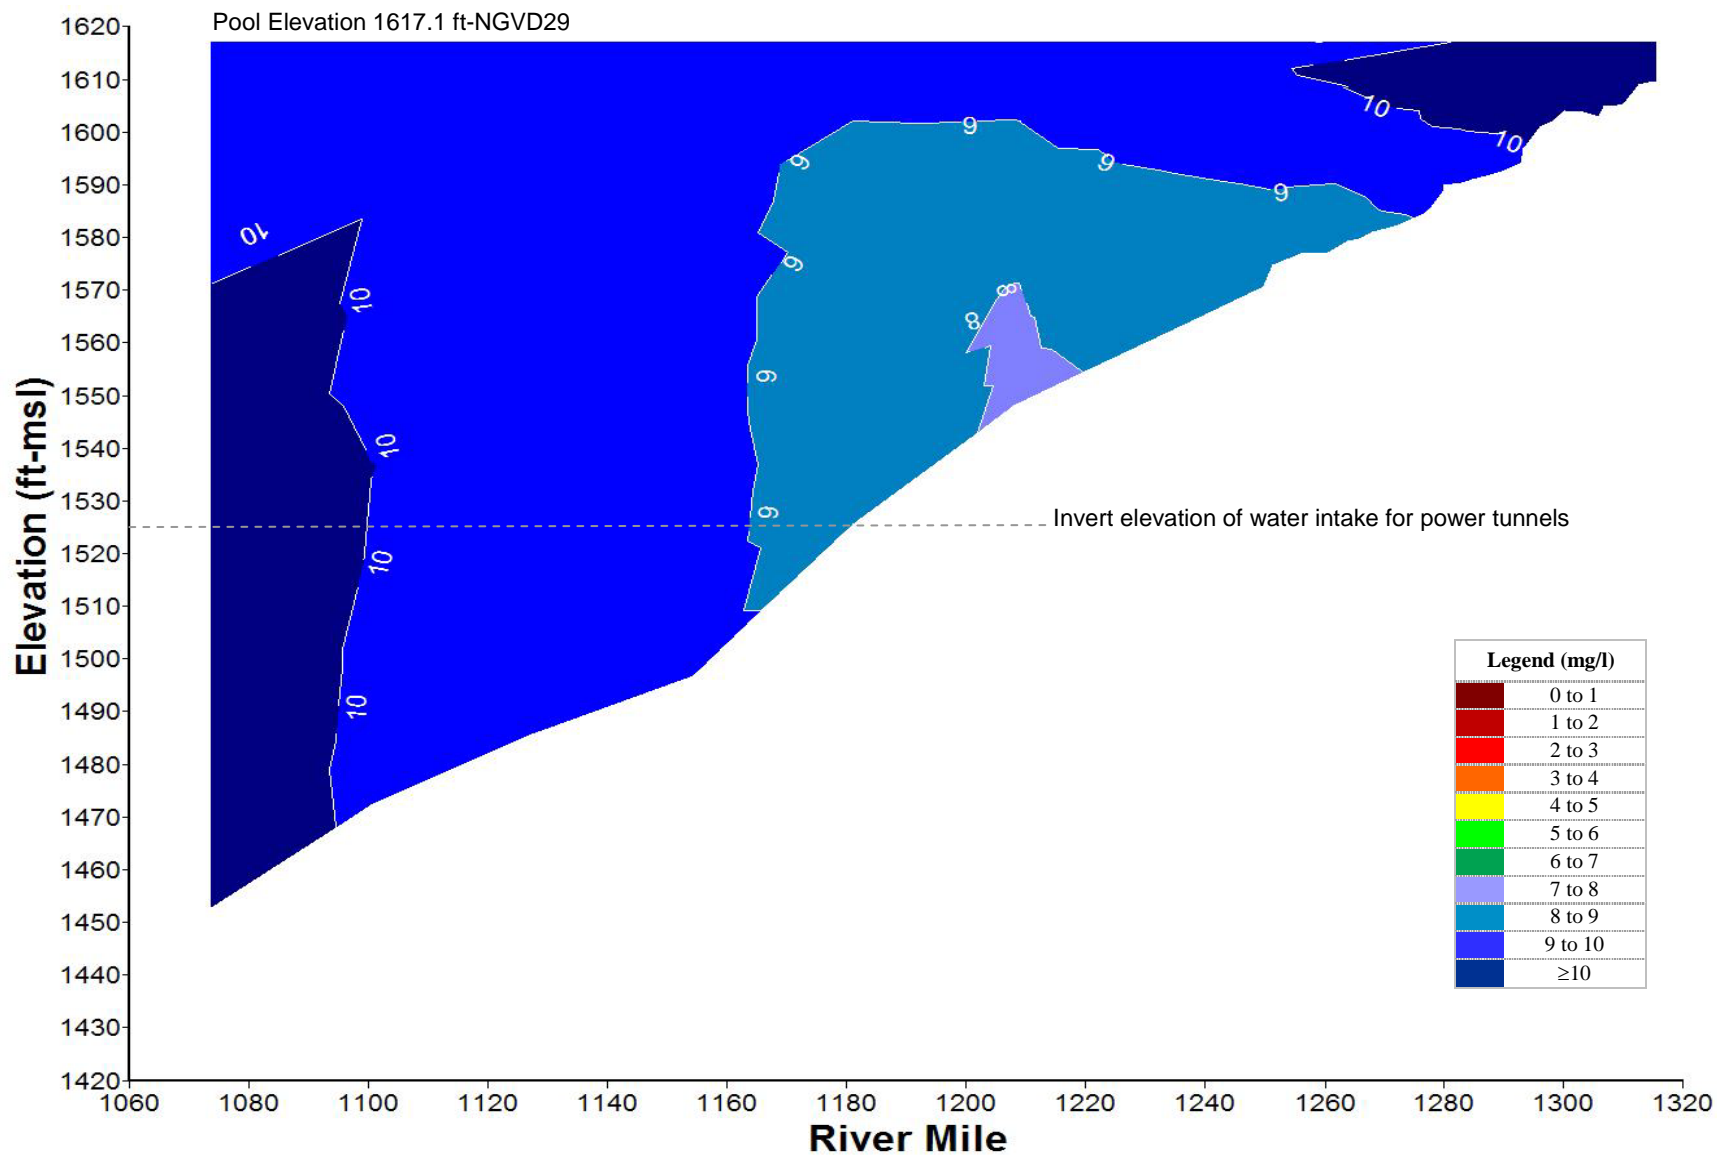 Pool Elevation 1617.1 ft-NGVD29
1620
1610
1600
1590
1580
1570
1560
1550
1540
1530
1520
1510
1500
1490
1480
1470
1460
1450
1440
1430
1420
Elevation (ft-msl)
10
10
10
10
10
9
9
9
9
9
9
9
8
8
10
10
Invert elevation of water intake for power tunnels
Legend (mg/l)
0 to 1
1 to 2
2 to 3
3 to 4
4 to 5
5 to 6
6 to 7
7 to 8
8 to 9
9 to 10
≥10
1060 1080 1100 1120 1140 1160 1180 1200 1220 1240 1260 1280 1300 1320
River Mile